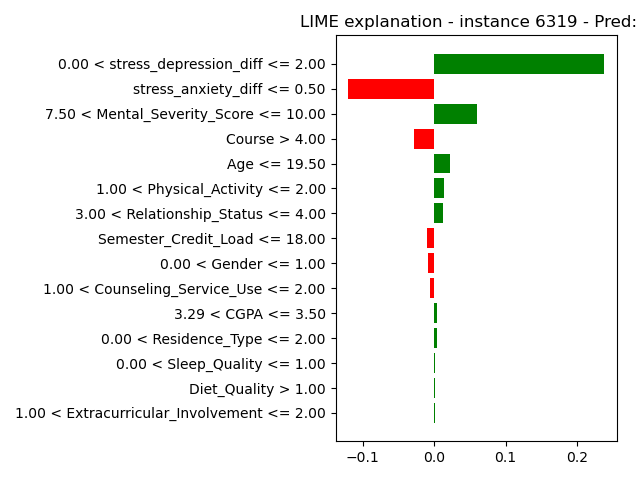 LIME explanation - instance 6319 - Pred:
0.00 < stress_depression_diff <= 2.00
stress_anxiety_diff <= 0.50
7.50 < Mental_Severity_Score <= 10.00
Course > 4.00
Age <= 19.50
1.00 < Physical_Activity <= 2.00
3.00 < Relationship_Status <= 4.00
Semester_Credit_Load <= 18.00
0.00 < Gender <= 1.00
1.00 < Counseling_Service_Use <= 2.00
3.29 < CGPA <= 3.50
0.00 < Residence_Type <= 2.00
0.00 < Sleep_Quality <= 1.00
Diet_Quality > 1.00
1.00 < Extracurricular_Involvement <= 2.00
−0.1 0.0 0.1 0.2